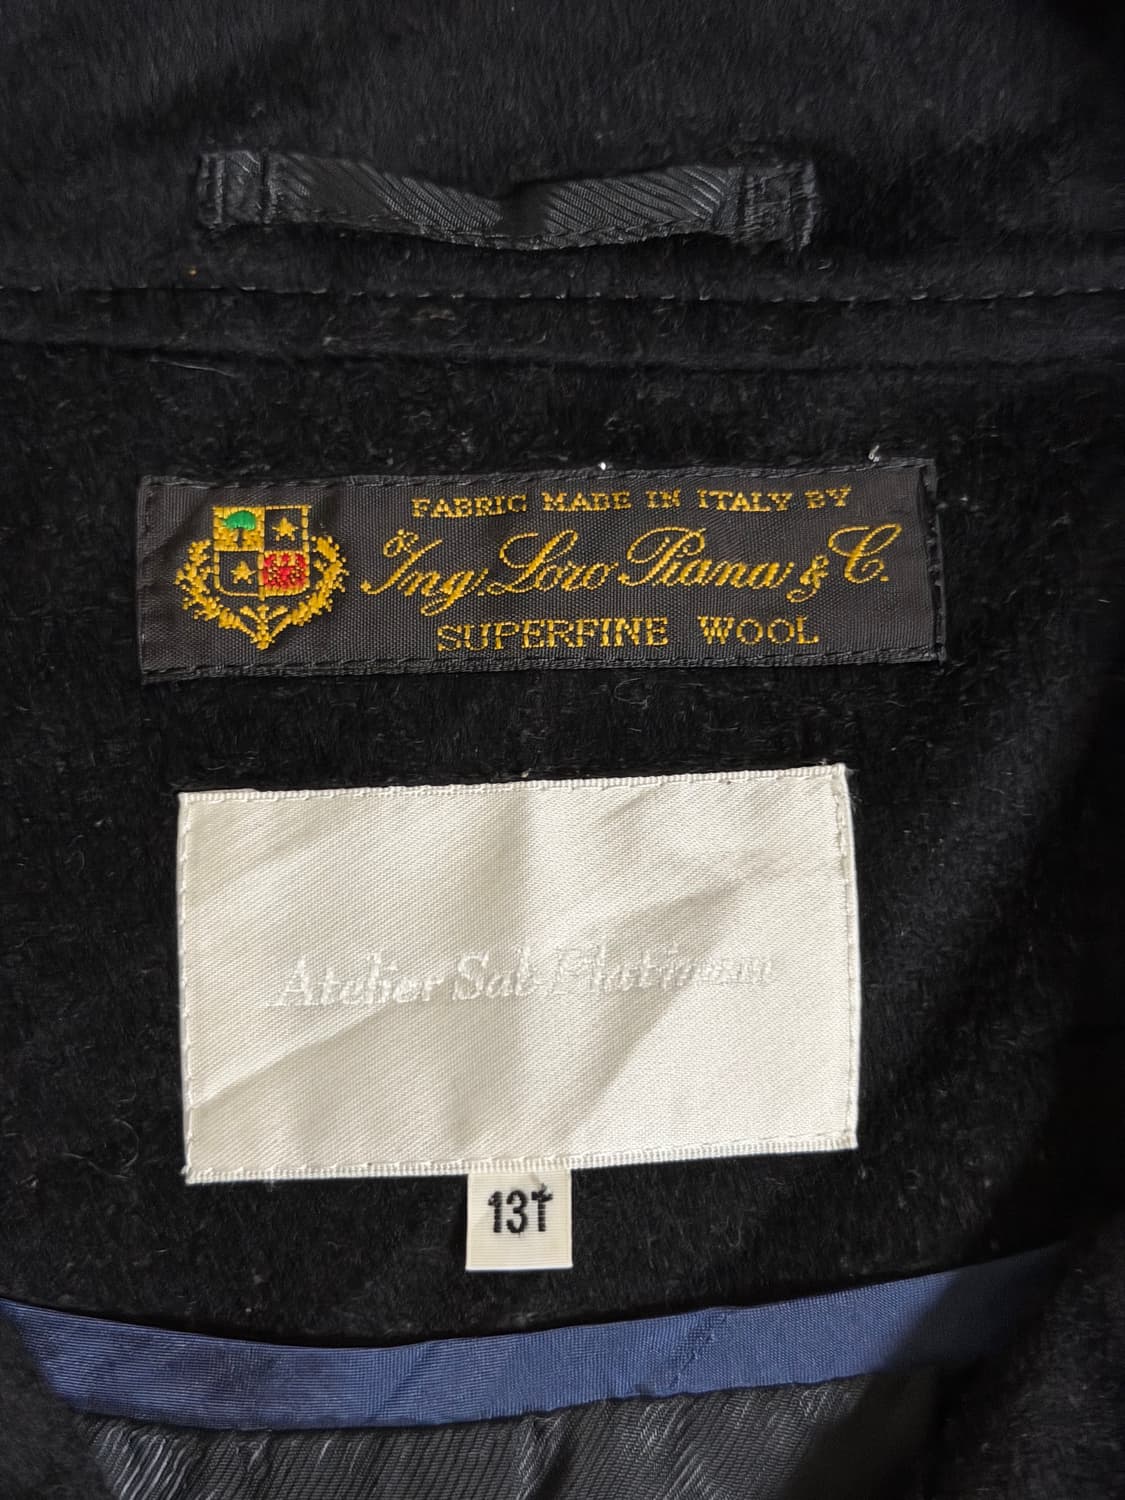 FABRIC MADE IN ITALY BY
Ing. Loro Piana & C.
SUPERFINE WOOL
Atelier Sab Platinum
13T